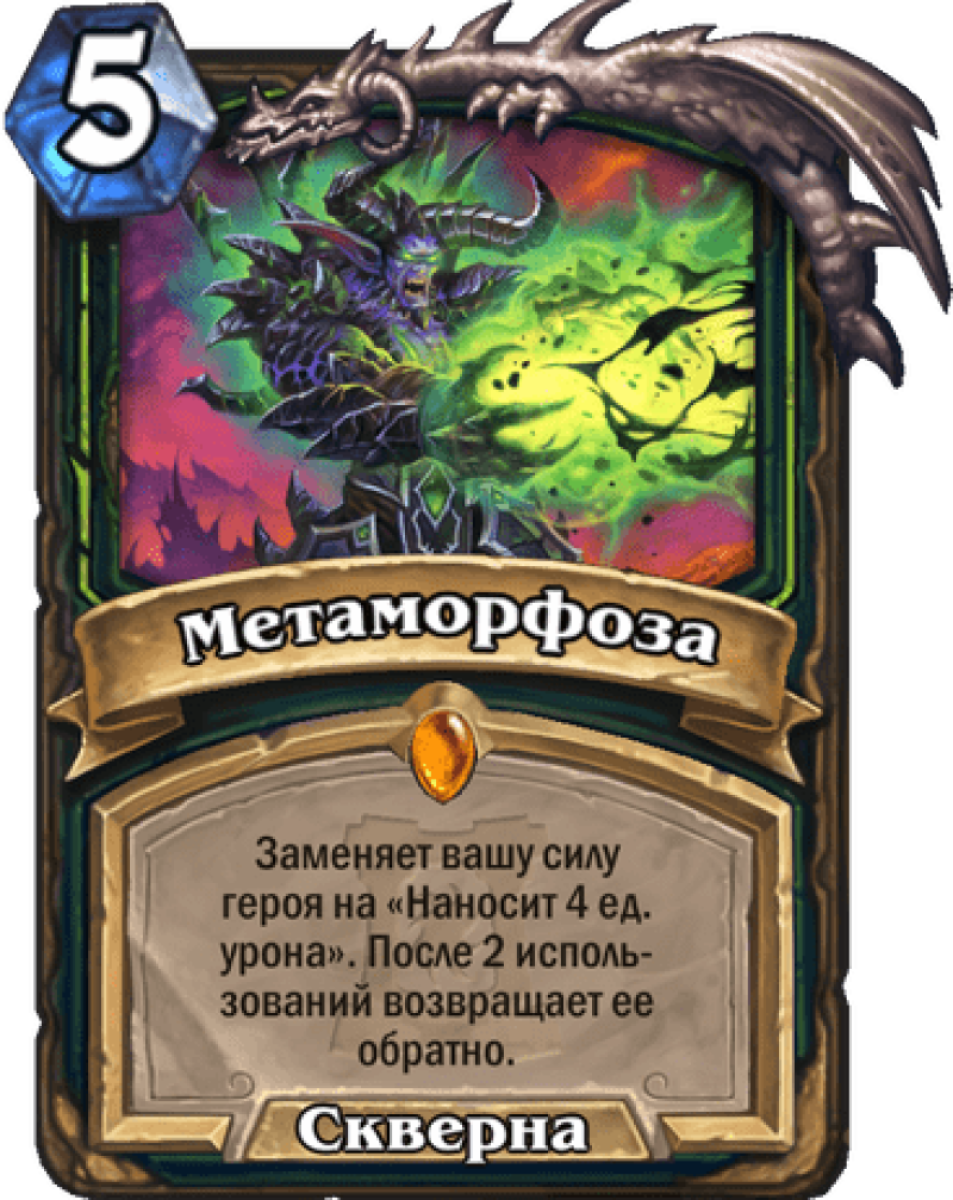 5
Метаморфоза
Заменяет вашу силу
героя на «Наносит 4 ед.
урона». После 2 исполь-
зований возвращает ее
обратно.
Скверна